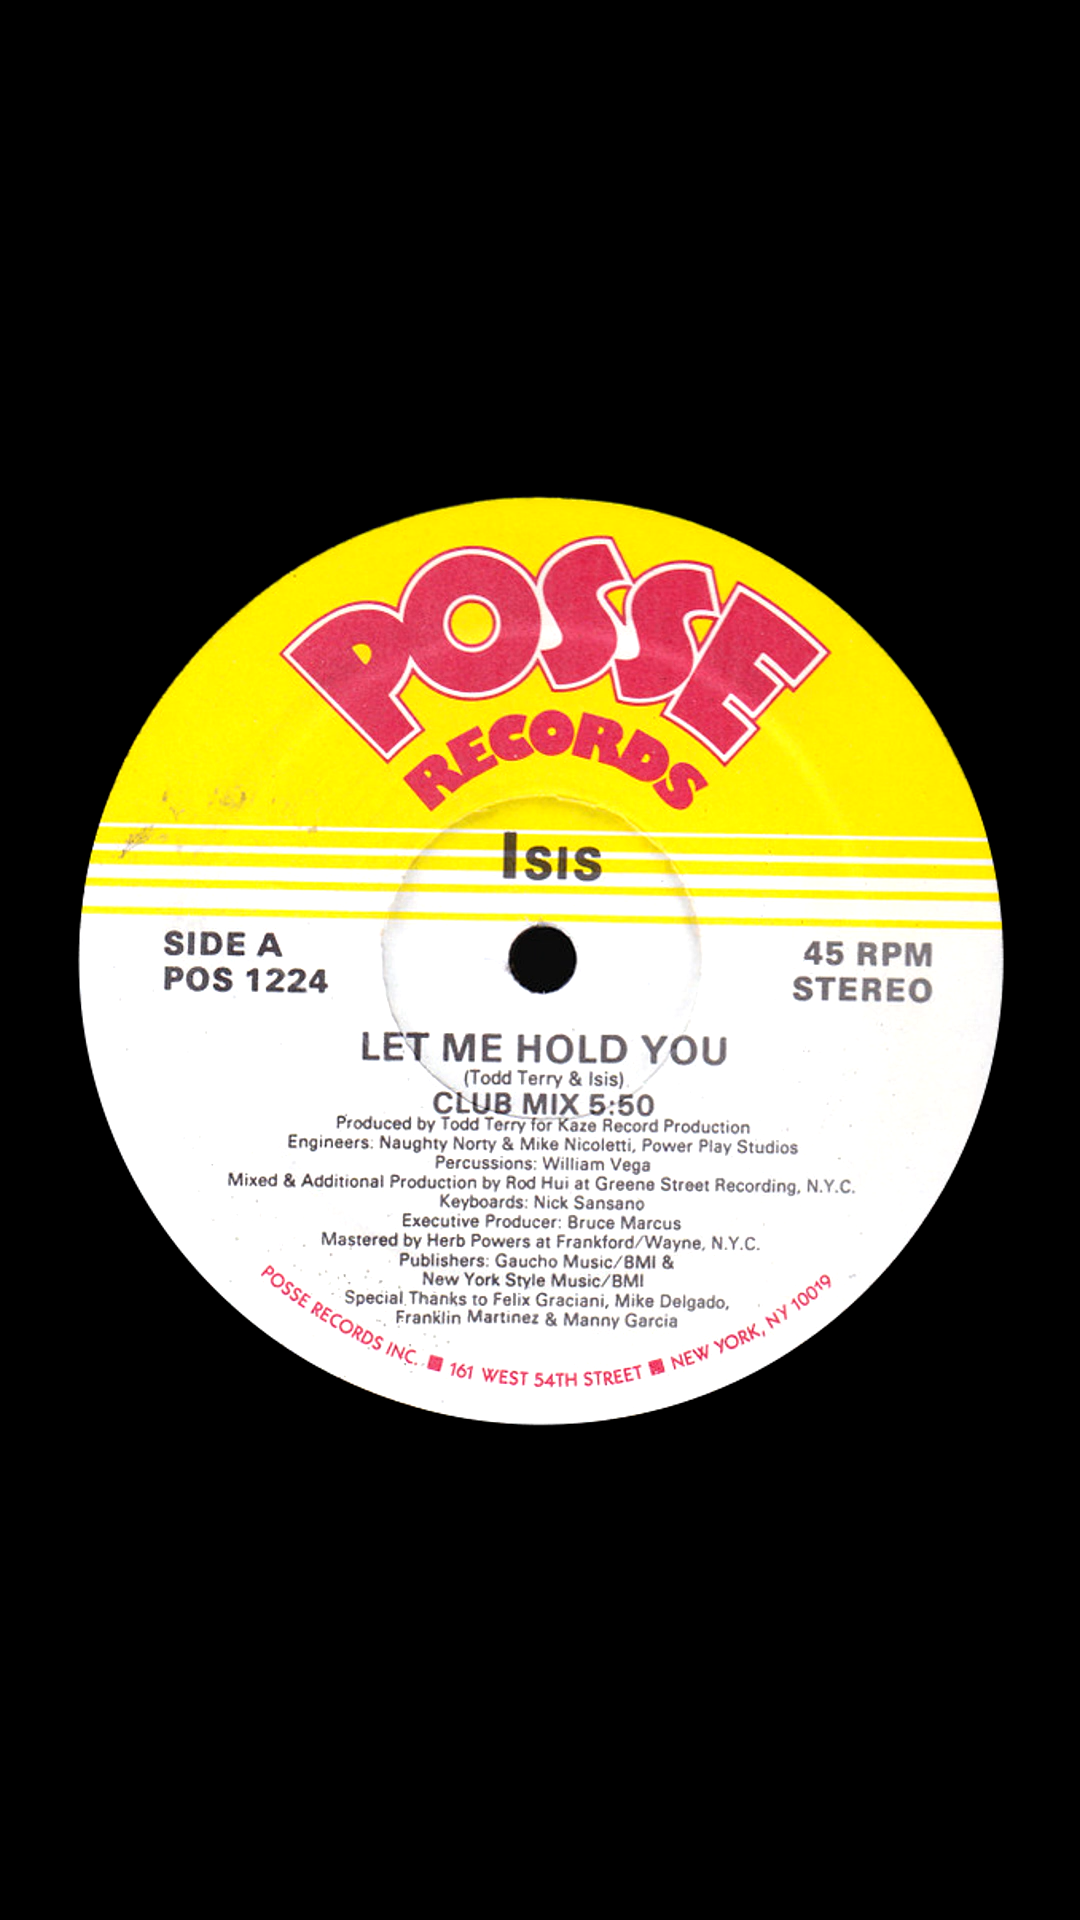 POSSE
RECORDS
ISIS
SIDE A
POS 1224
45 RPM
STEREO
LET ME HOLD YOU
(Todd Terry & Isis)
CLUB MIX 5:50
Produced by Todd Terry for Kaze Record Production
Engineers: Naughty Norty & Mike Nicoletti, Power Play Studios
Percussions: William Vega
Mixed & Additional Production by Rod Hui at Greene Street Recording, N.Y.C.
Keyboards: Nick Sansano
Executive Producer: Bruce Marcus
Mastered by Herb Powers at Frankford/Wayne, N.Y.C.
Publishers: Gaucho Music/BMI &
New York Style Music/BMI
Special Thanks to Felix Graciani, Mike Delgado,
Franklin Martinez & Manny Garcia
POSSE RECORDS INC. ■ 161 WEST 54TH STREET ■ NEW YORK, NY 10019